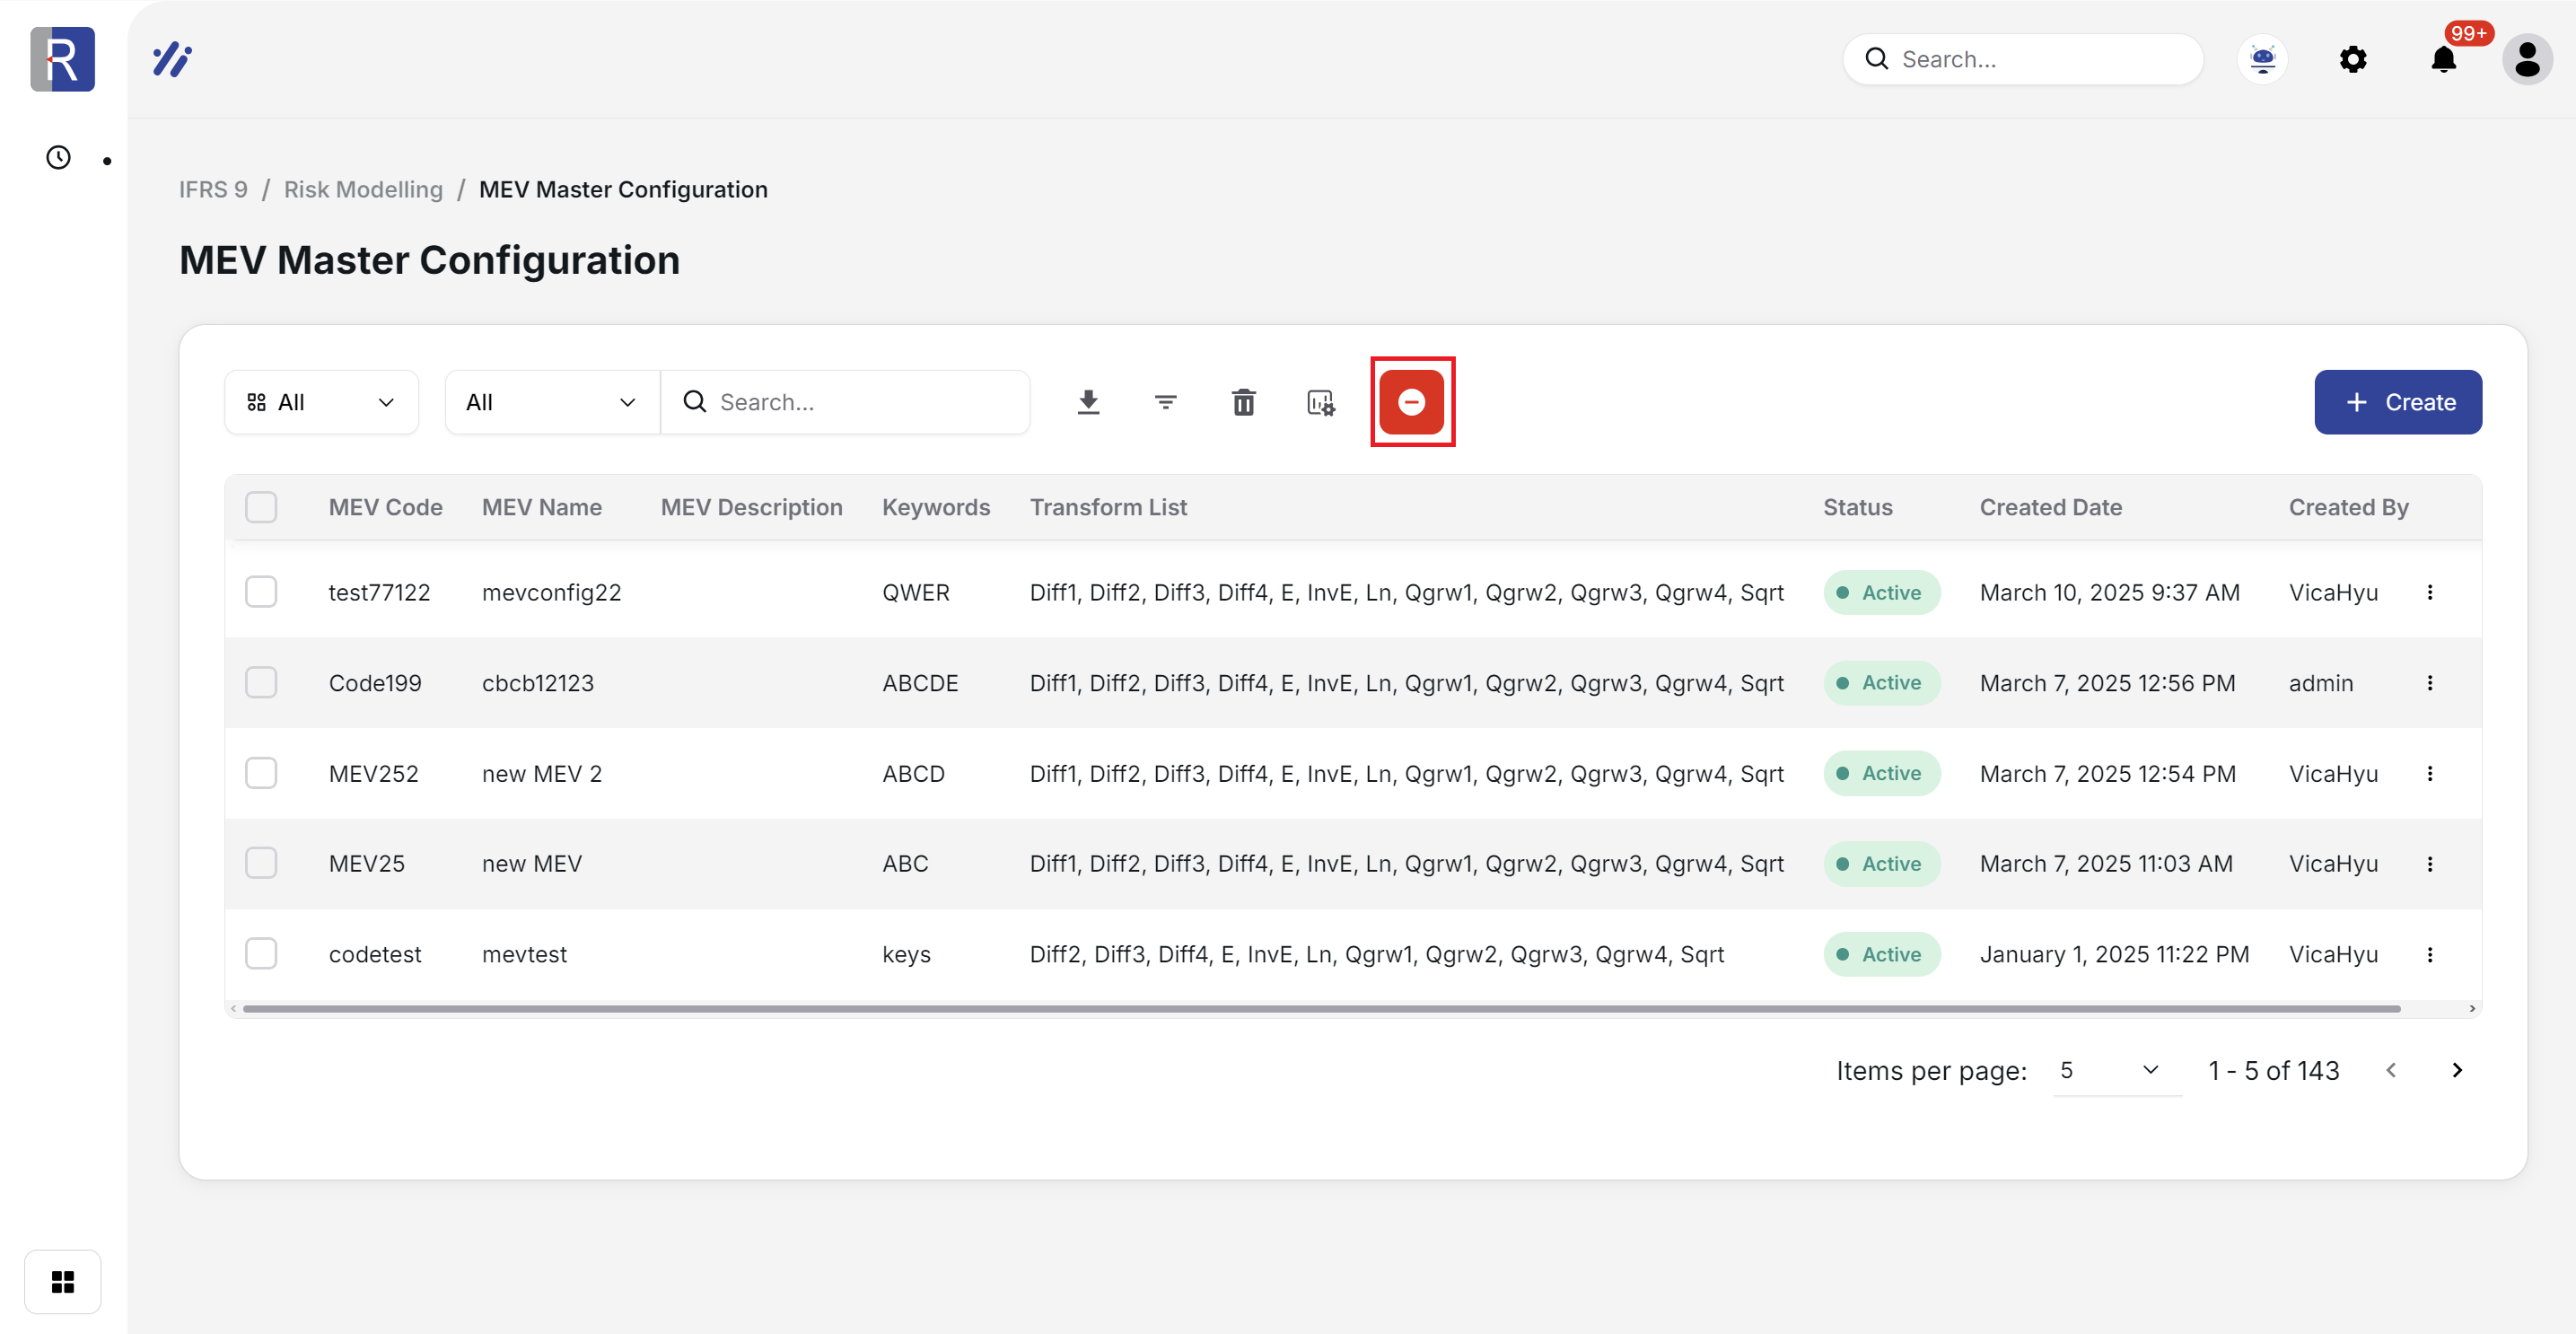 R
Search...
99+
IFRS 9 / Risk Modelling / MEV Master Configuration
MEV Master Configuration
All
All
Search...
+ Create
MEV Code MEV Name MEV Description Keywords Transform List Status Created Date Created By
test77122 mevconfig22 QWER Diff1, Diff2, Diff3, Diff4, E, InvE, Ln, Qgrw1, Qgrw2, Qgrw3, Qgrw4, Sqrt Active March 10, 2025 9:37 AM VicaHyu
Code199 cbcb12123 ABCDE Diff1, Diff2, Diff3, Diff4, E, InvE, Ln, Qgrw1, Qgrw2, Qgrw3, Qgrw4, Sqrt Active March 7, 2025 12:56 PM admin
MEV252 new MEV 2 ABCD Diff1, Diff2, Diff3, Diff4, E, InvE, Ln, Qgrw1, Qgrw2, Qgrw3, Qgrw4, Sqrt Active March 7, 2025 12:54 PM VicaHyu
MEV25 new MEV ABC Diff1, Diff2, Diff3, Diff4, E, InvE, Ln, Qgrw1, Qgrw2, Qgrw3, Qgrw4, Sqrt Active March 7, 2025 11:03 AM VicaHyu
codetest mevtest keys Diff2, Diff3, Diff4, E, InvE, Ln, Qgrw1, Qgrw2, Qgrw3, Qgrw4, Sqrt Active January 1, 2025 11:22 PM VicaHyu
Items per page: 5 1 - 5 of 143